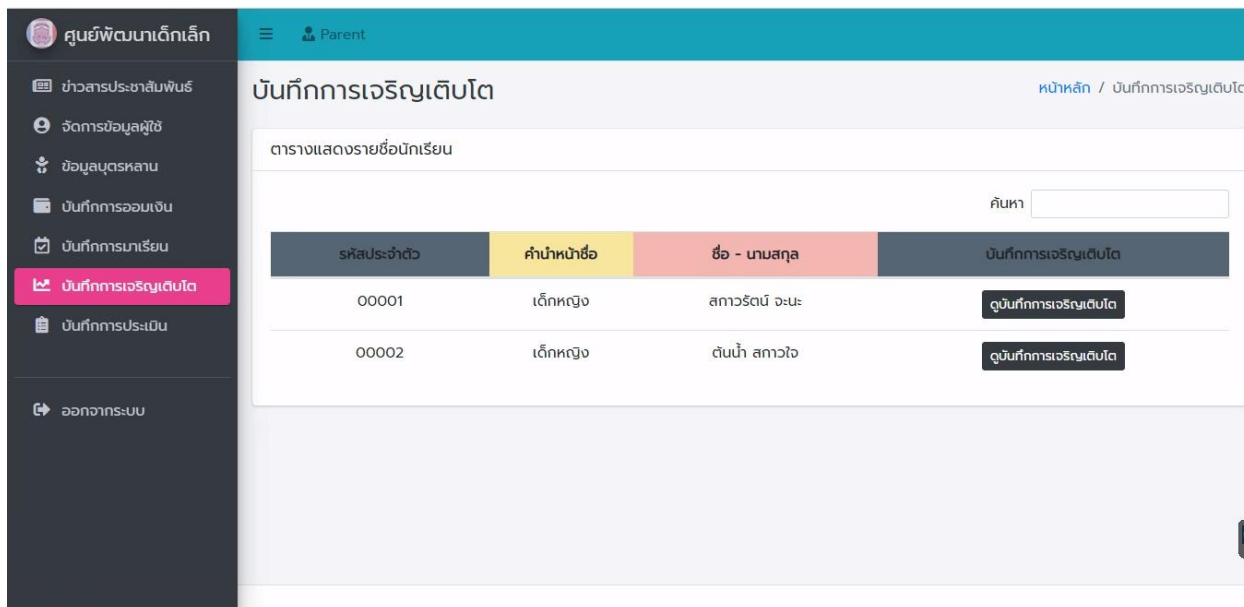 ศูนย์พัฒนาเด็กเล็ก
Parent
ข่าวสารประชาสัมพันธ์
จัดการข้อมูลผู้ใช้
ข้อมูลบุตรหลาน
บันทึกการออมเงิน
บันทึกการมาเรียน
บันทึกการเจริญเติบโต
บันทึกการประเมิน
ออกจากระบบ
บันทึกการเจริญเติบโต
หน้าหลัก / บันทึกการเจริญเติบโต
ตารางแสดงรายชื่อนักเรียน
ค้นหา
รหัสประจำตัว คำนำหน้าชื่อ ชื่อ - นามสกุล บันทึกการเจริญเติบโต
00001 เด็กหญิง สกาวรัตน์ จะนะ ดูบันทึกการเจริญเติบโต
00002 เด็กหญิง ต้นน้ำ สกาวใจ ดูบันทึกการเจริญเติบโต